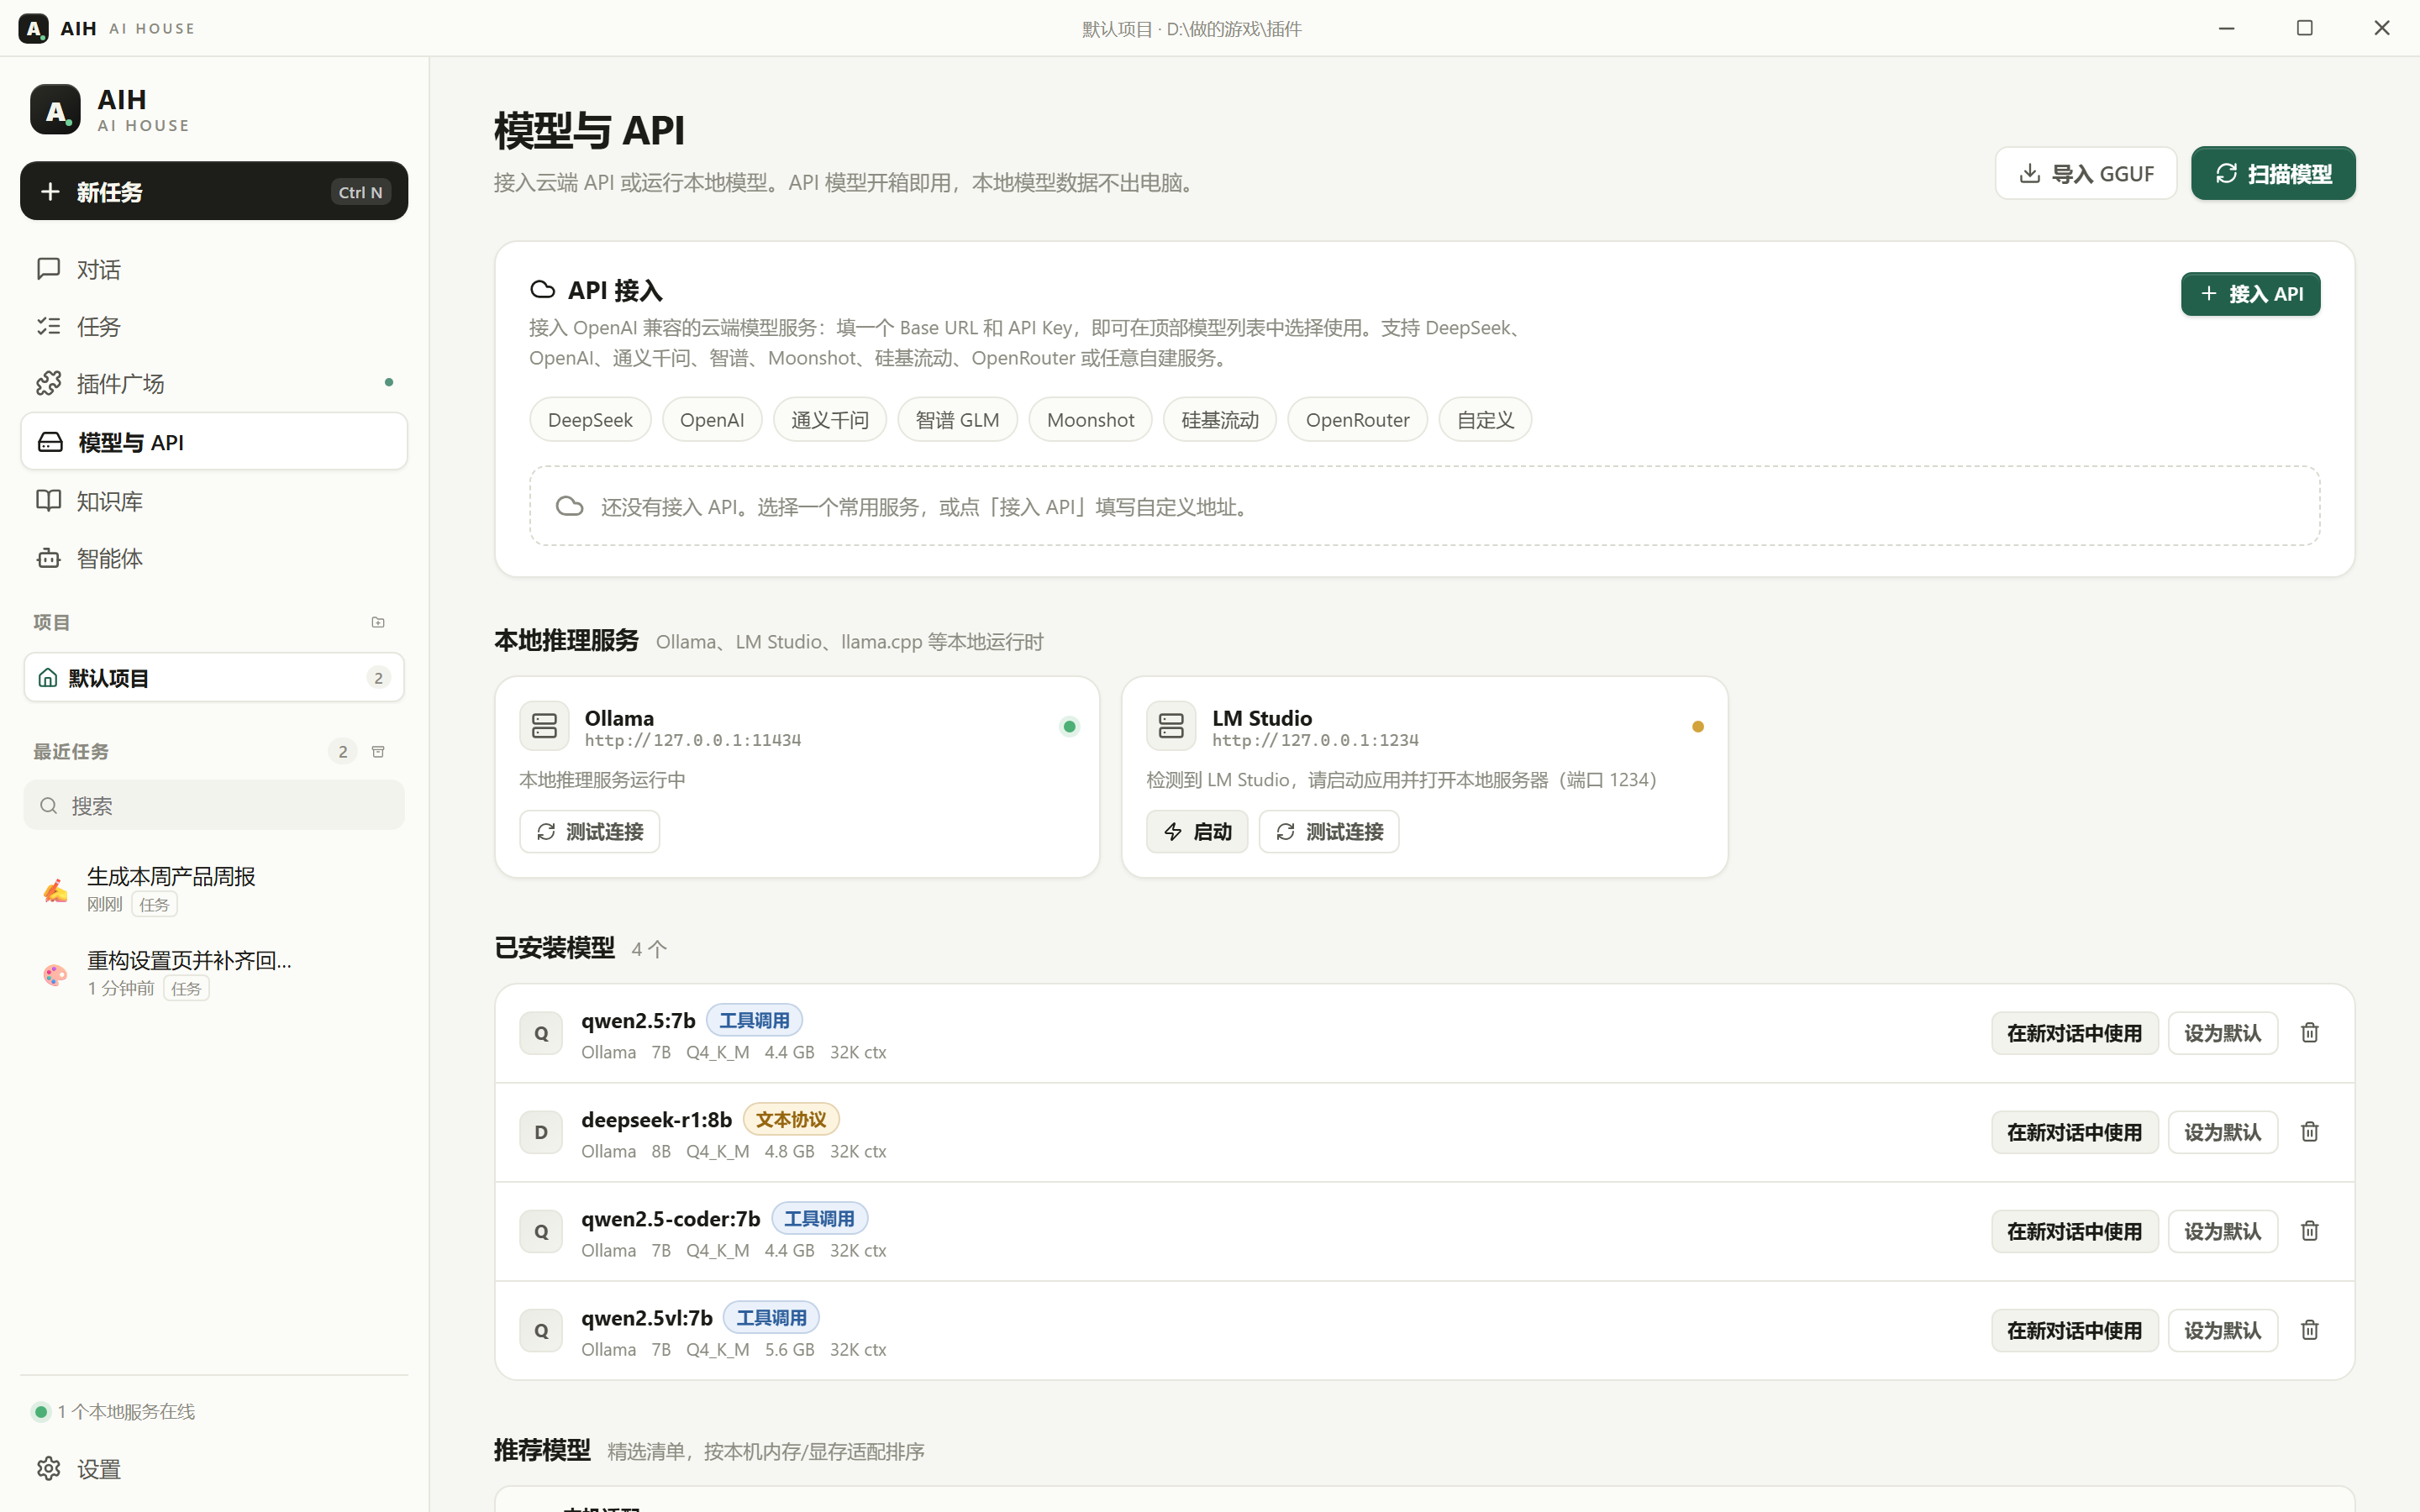 AIH AI HOUSE
默认项目 · D:\做的游戏\插件
AIH
AI HOUSE
新任务 Ctrl N
对话
任务
插件广场
模型与 API
知识库
智能体
项目
默认项目 2
最近任务 2
搜索
生成本周产品周报
刚刚 任务
重构设置页并补齐回...
1 分钟前 任务
1 个本地服务在线
设置
模型与 API
接入云端 API 或运行本地模型。API 模型开箱即用，本地模型数据不出电脑。
导入 GGUF 扫描模型
API 接入
接入 API
接入 OpenAI 兼容的云端模型服务：填一个 Base URL 和 API Key，即可在顶部模型列表中选择使用。支持 DeepSeek、
OpenAI、通义千问、智谱、Moonshot、硅基流动、OpenRouter 或任意自建服务。
DeepSeek OpenAI 通义千问 智谱 GLM Moonshot 硅基流动 OpenRouter 自定义
还没有接入 API。选择一个常用服务，或点「接入 API」填写自定义地址。
本地推理服务 Ollama、LM Studio、llama.cpp 等本地运行时
Ollama
http://127.0.0.1:11434
本地推理服务运行中
测试连接
LM Studio
http://127.0.0.1:1234
检测到 LM Studio，请启动应用并打开本地服务器（端口 1234）
启动 测试连接
已安装模型 4 个
Q qwen2.5:7b 工具调用
Ollama 7B Q4_K_M 4.4 GB 32K ctx
在新对话中使用 设为默认
D deepseek-r1:8b 文本协议
Ollama 8B Q4_K_M 4.8 GB 32K ctx
在新对话中使用 设为默认
Q qwen2.5-coder:7b 工具调用
Ollama 7B Q4_K_M 4.4 GB 32K ctx
在新对话中使用 设为默认
Q qwen2.5vl:7b 工具调用
Ollama 7B Q4_K_M 5.6 GB 32K ctx
在新对话中使用 设为默认
推荐模型 精选清单，按本机内存/显存适配排序